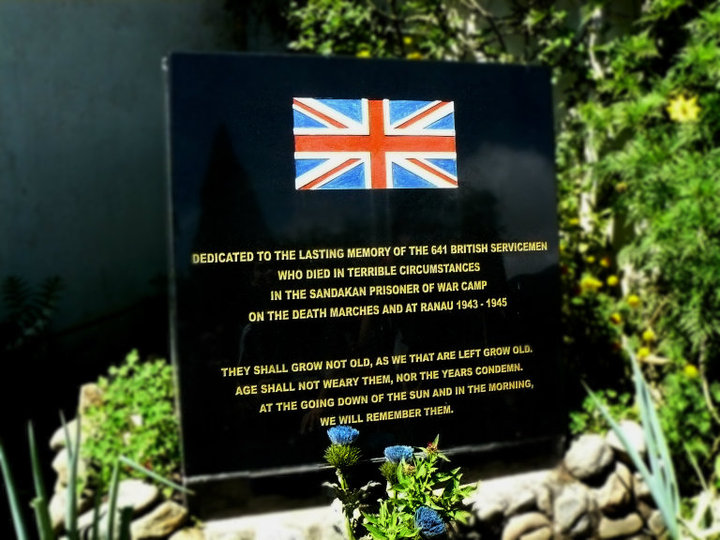 DEDICATED TO THE LASTING MEMORY OF THE 641 BRITISH SERVICEMEN
WHO DIED IN TERRIBLE CIRCUMSTANCES
IN THE SANDAKAN PRISONER OF WAR CAMP
ON THE DEATH MARCHES AND AT RANAU 1943 - 1945
THEY SHALL GROW NOT OLD, AS WE THAT ARE LEFT GROW OLD.
AGE SHALL NOT WEARY THEM, NOR THE YEARS CONDEMN.
AT THE GOING DOWN OF THE SUN AND IN THE MORNING,
WE WILL REMEMBER THEM.